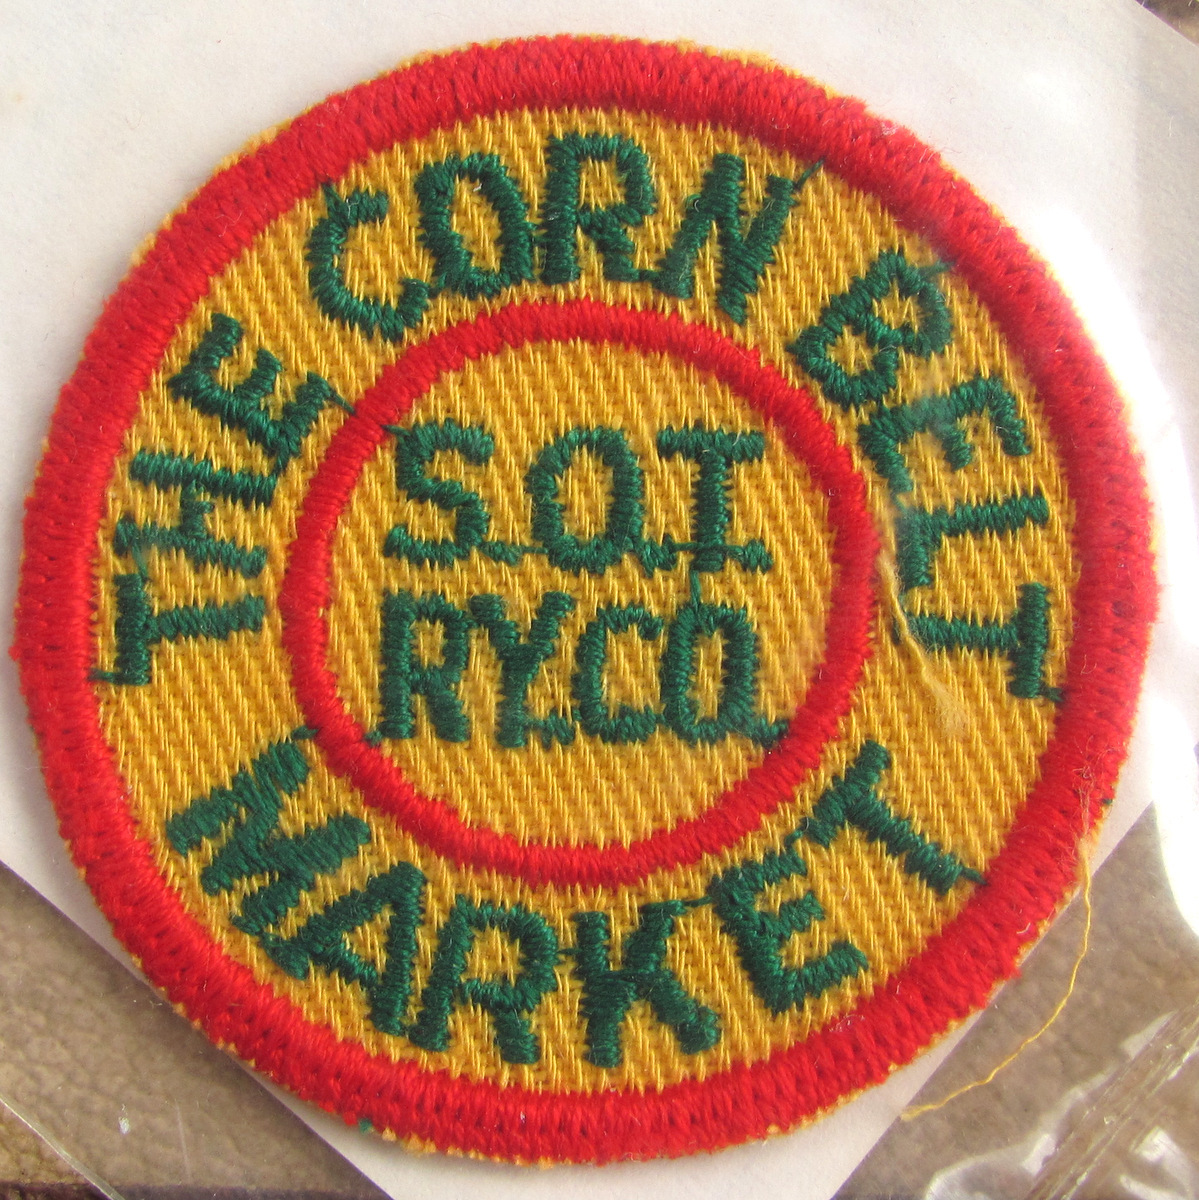 THE CORN BELT
S.O.I.
RY.CO.
MARKET